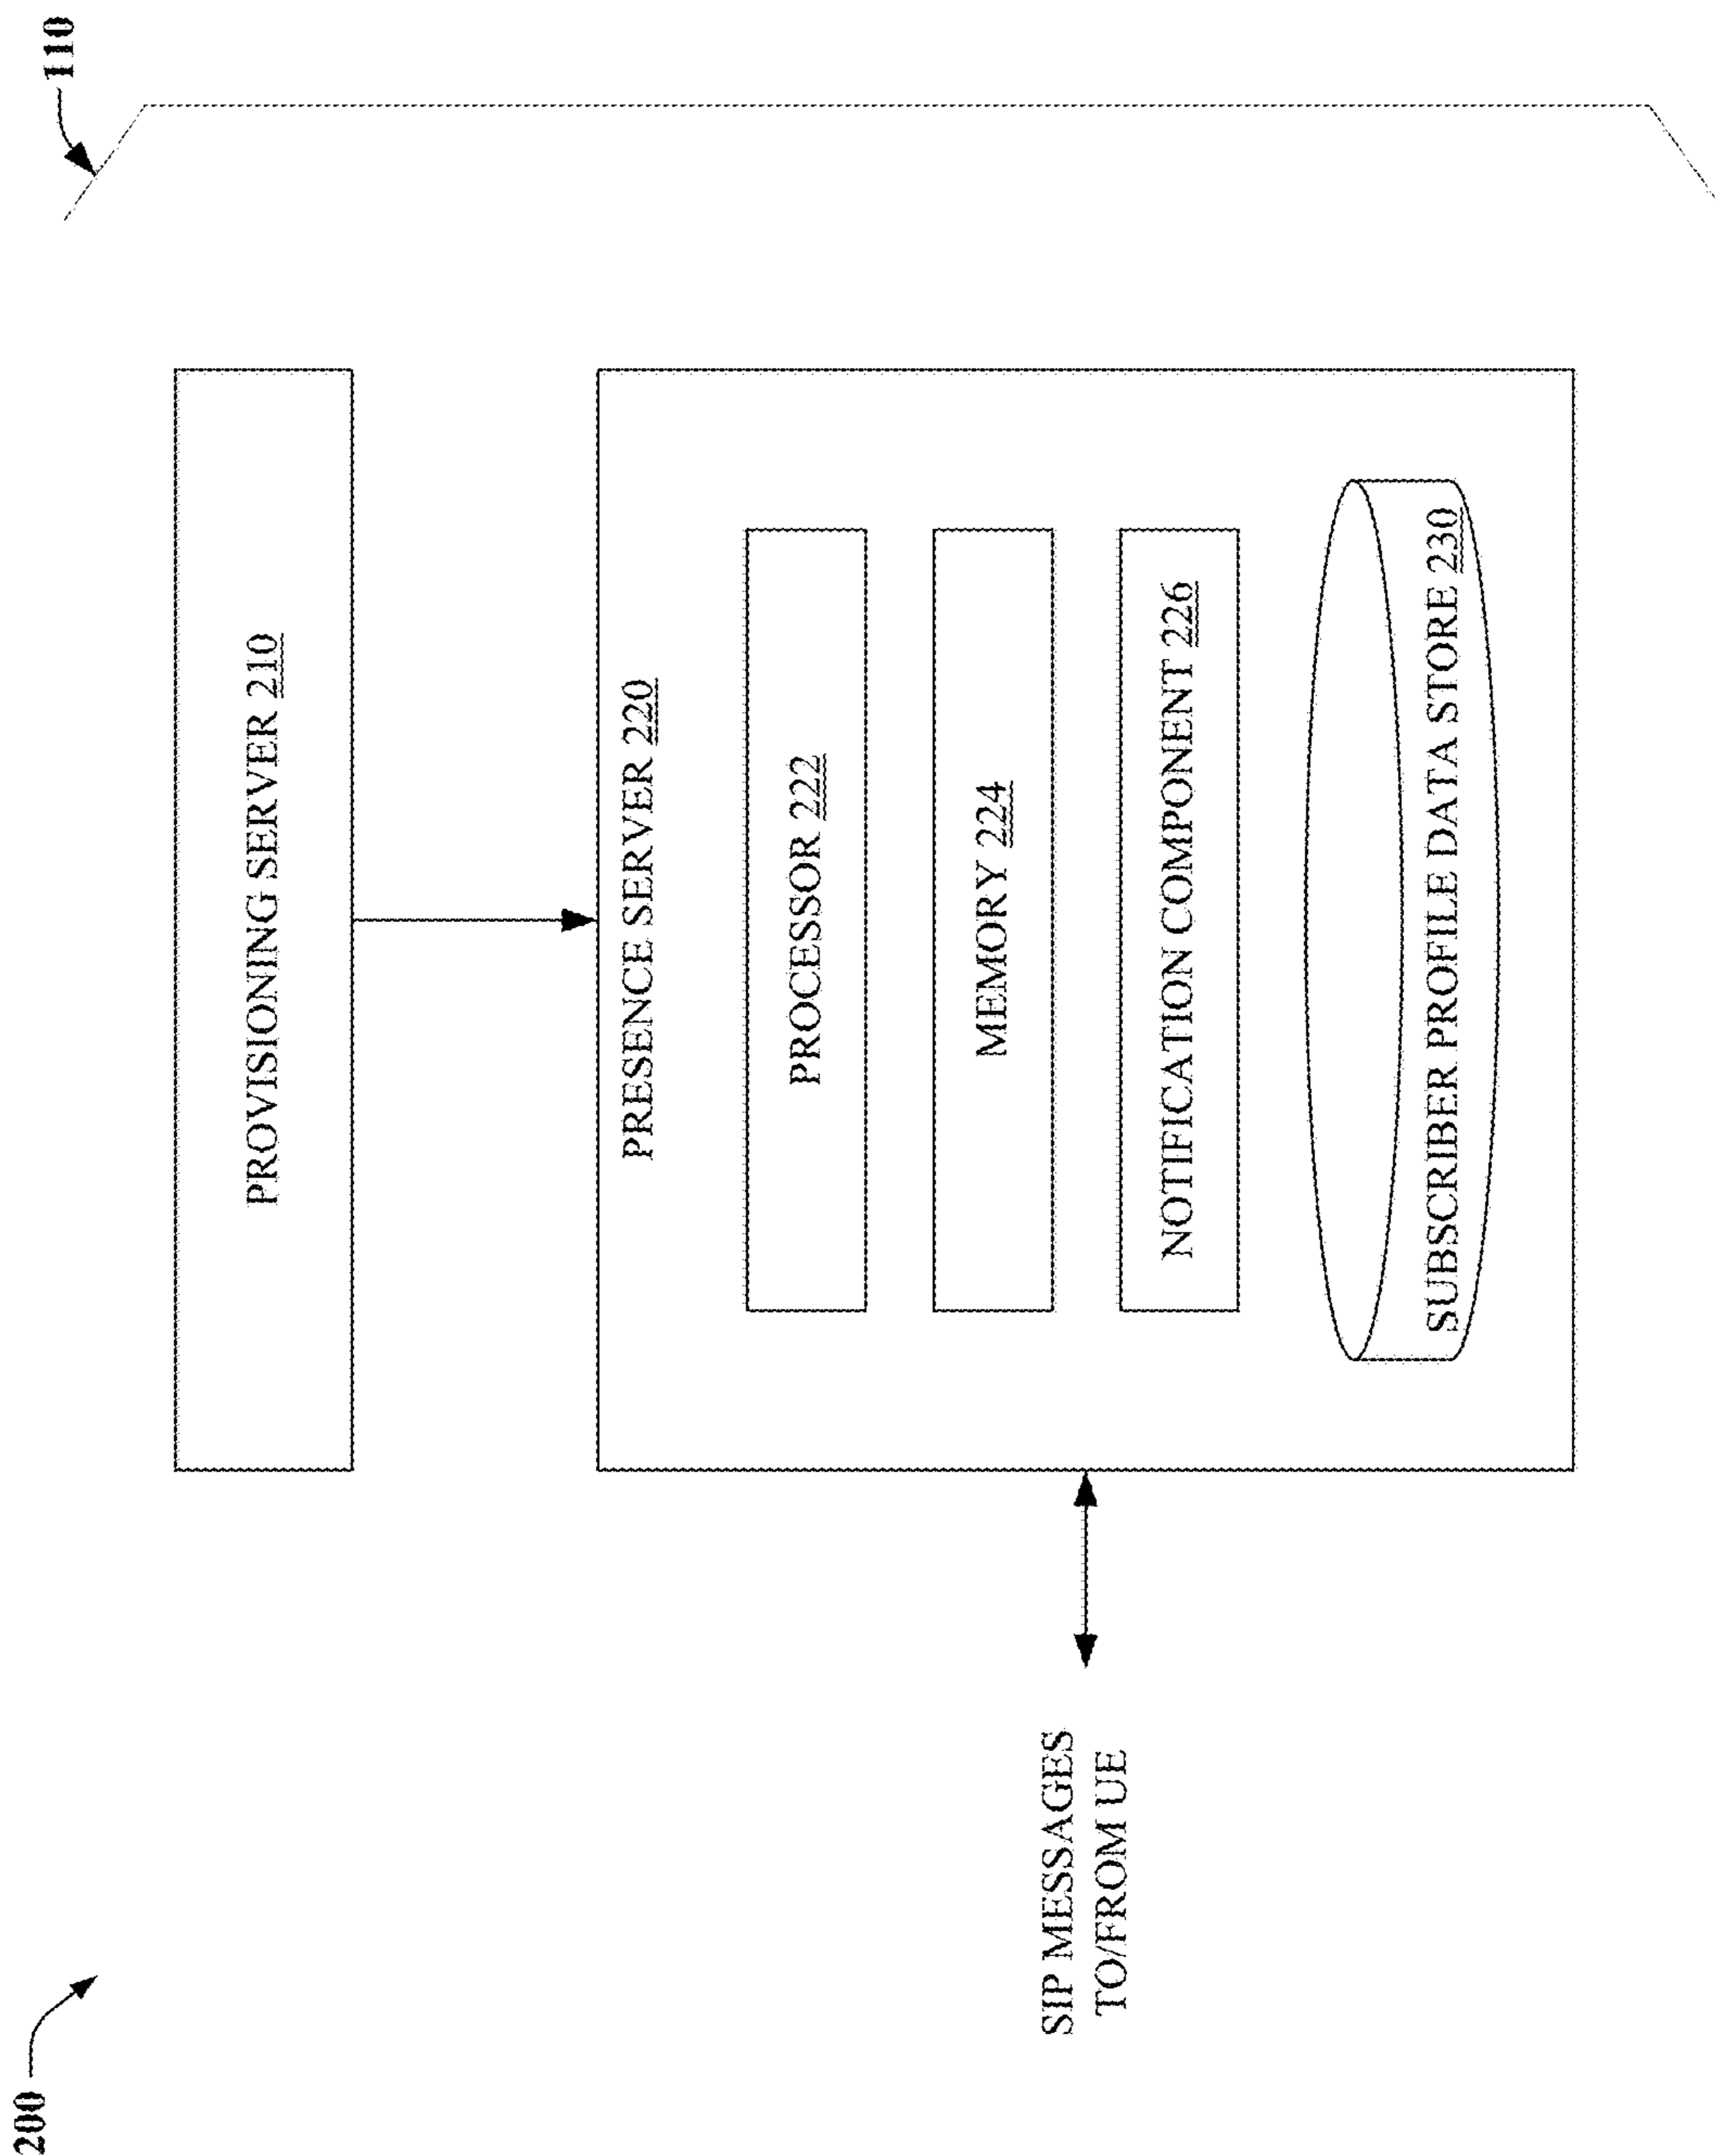 200
110
PROVISIONING SERVER 210
PRESENCE SERVER 220
PROCESSOR 222
MEMORY 224
NOTIFICATION COMPONENT 226
SUBSCRIBER PROFILE DATA STORE 230
SIP MESSAGES
TO/FROM UE